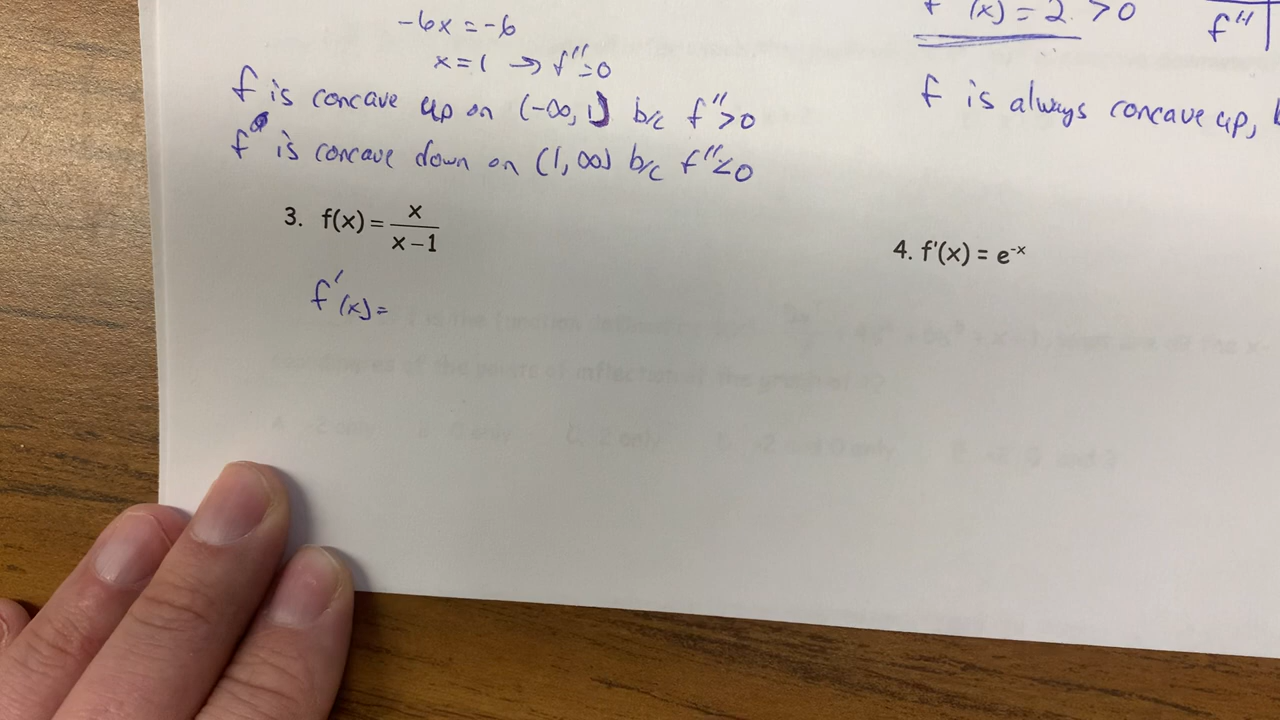 -6x = -6
x = 1 → f'' = 0
f is concave up on (-∞, 1) b/c f'' > 0
f is concave down on (1, ∞) b/c f'' < 0
(x) = 2 > 0
f''
f is always concave up,
3. f(x) = x / x - 1
f'(x) =
4. f'(x) = e^-x